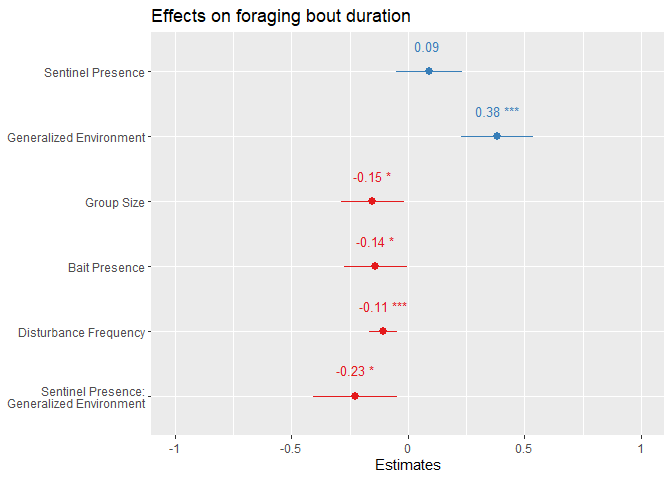 Effects on foraging bout duration
Sentinel Presence
0.09
Generalized Environment
0.38 ***
Group Size
-0.15 *
Bait Presence
-0.14 *
Disturbance Frequency
-0.11 ***
Sentinel Presence:
Generalized Environment
-0.23 *
-1
-0.5
0
0.5
1
Estimates